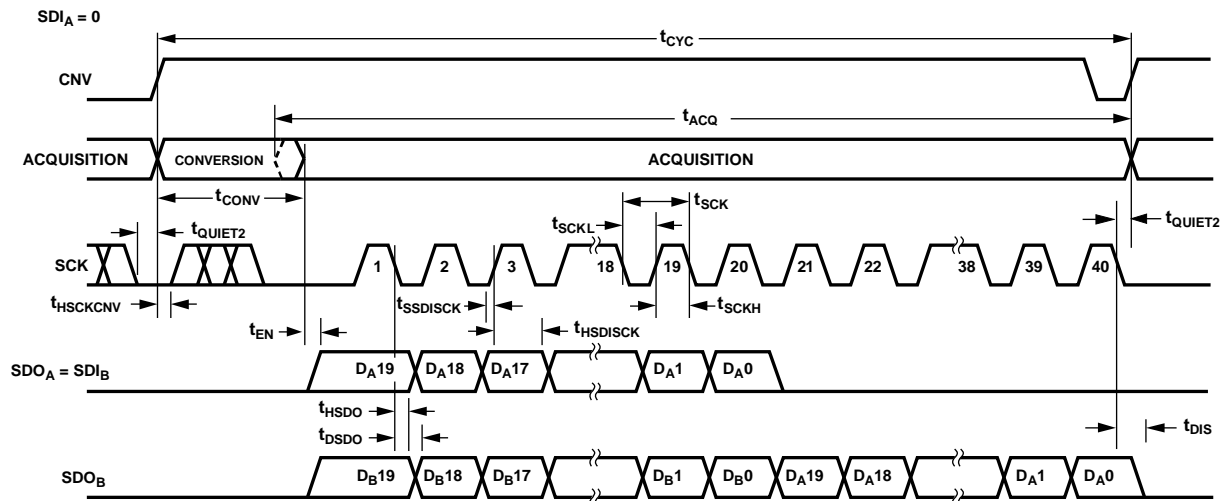 SDIA = 0
tCYC
CNV
tACQ
ACQUISITION CONVERSION ACQUISITION
tCONV
tSCK
tQUIET2 tSCKL tQUIET2
SCK 1 2 3 18 19 20 21 22 38 39 40
tHSCKCNV tSSDISCK tSCKH
tEN tHSDISCK
SDOA = SDIB DA19 DA18 DA17 DA1 DA0
tHSDO
tDSDO tDIS
SDOB DB19 DB18 DB17 DB1 DB0 DA19 DA18 DA1 DA0